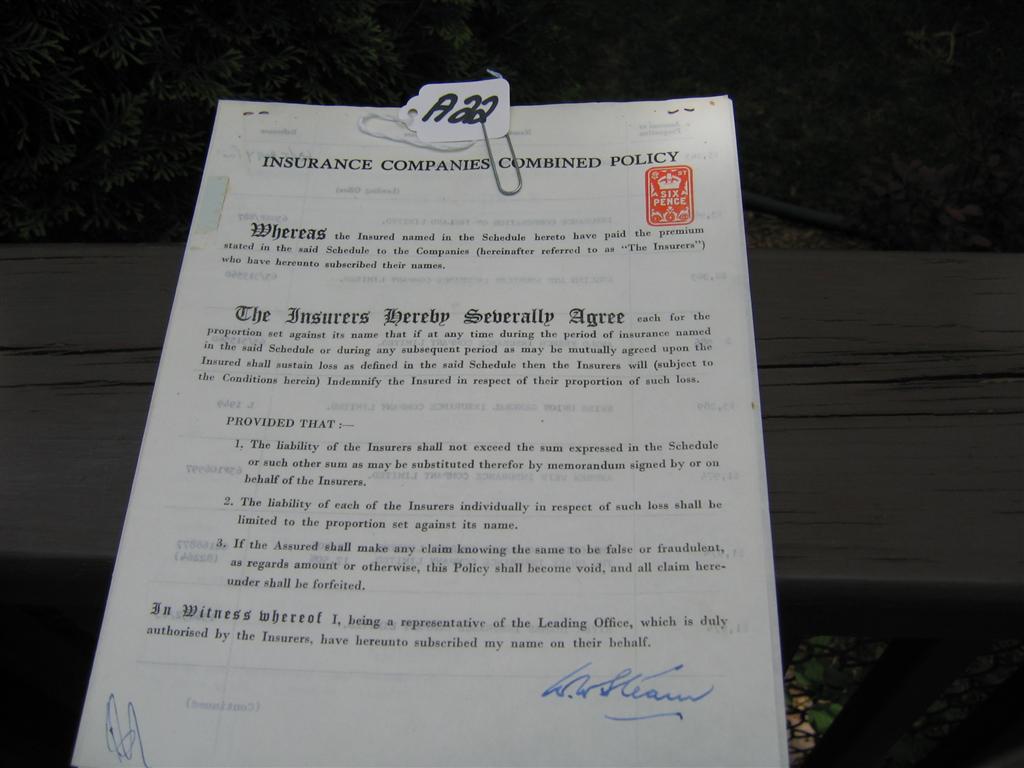 A22
INSURANCE COMPANIES COMBINED POLICY
SIX
PENCE
Whereas the Insured named in the Schedule hereto have paid the premium
stated in the said Schedule to the Companies (hereinafter referred to as "The Insurers")
who have hereunto subscribed their names.
The Insurers Hereby Severally Agree each for the
proportion set against its name that if at any time during the period of insurance named
in the said Schedule or during any subsequent period as may be mutually agreed upon the
Insured shall sustain loss as defined in the said Schedule then the Insurers will (subject to
the Conditions herein) Indemnify the Insured in respect of their proportion of such loss.
PROVIDED THAT :—
1. The liability of the Insurers shall not exceed the sum expressed in the Schedule
or such other sum as may be substituted therefor by memorandum signed by or on
behalf of the Insurers.
2. The liability of each of the Insurers individually in respect of such loss shall be
limited to the proportion set against its name.
3. If the Assured shall make any claim knowing the same to be false or fraudulent,
as regards amount or otherwise, this Policy shall become void, and all claim here-
under shall be forfeited.
In Witness whereof I, being a representative of the Leading Office, which is duly
authorised by the Insurers, have hereunto subscribed my name on their behalf.
(Continued)